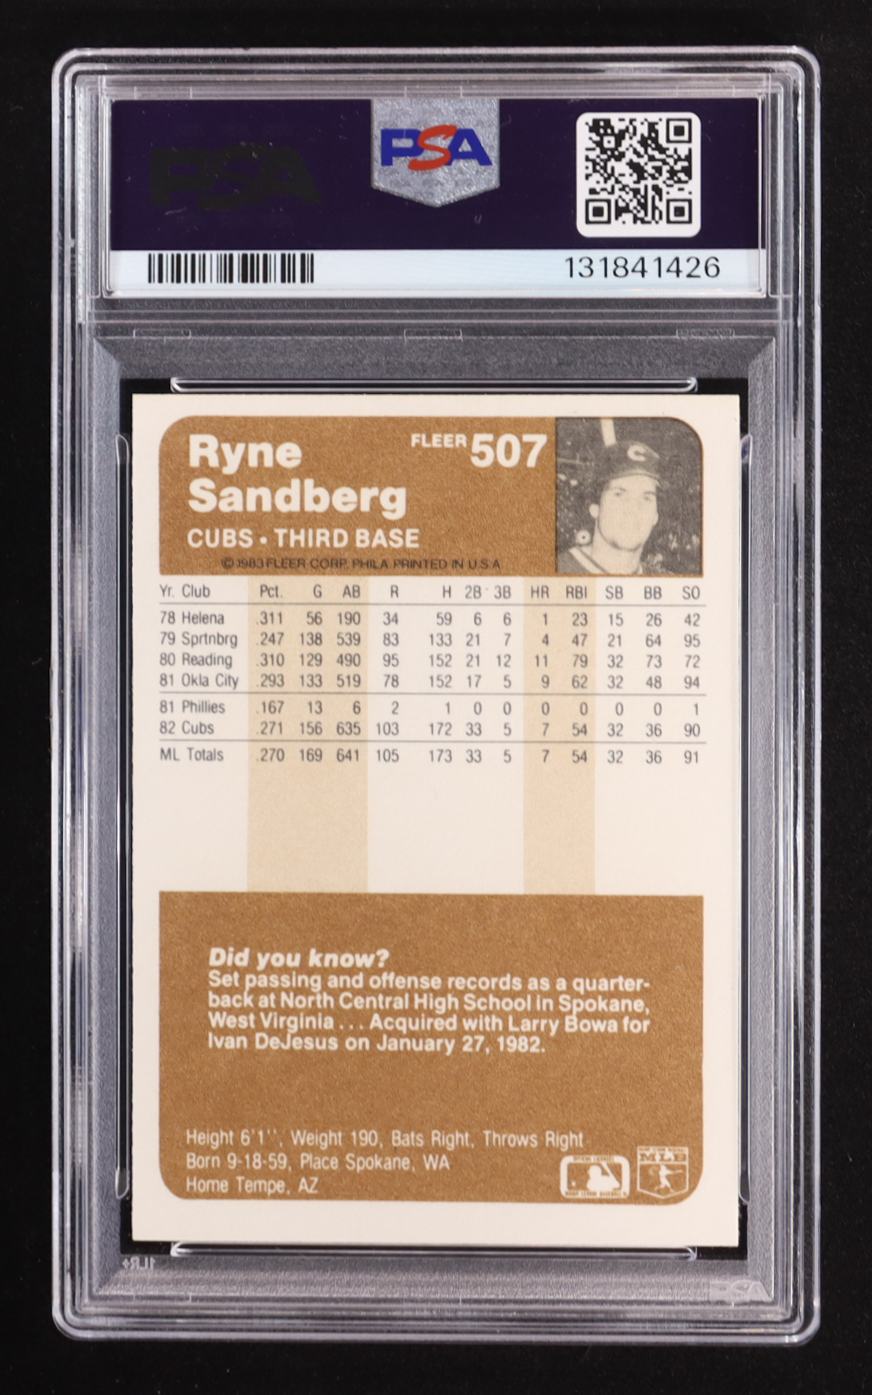 PSA
PSA
131841426
Ryne
Sandberg
FLEER 507
CUBS • THIRD BASE
© 1983 FLEER CORP. PHILA. PRINTED IN U.S.A.
Yr. Club Pct. G AB R H 2B 3B HR RBI SB BB SO
78 Helena .311 56 190 34 59 6 6 1 23 15 26 42
79 Sprtnbrg .247 138 539 83 133 21 7 4 47 21 64 95
80 Reading .310 129 490 95 152 21 12 11 79 32 73 72
81 Okla City .293 133 519 78 152 17 5 9 62 32 48 94
81 Phillies .167 13 6 2 1 0 0 0 0 0 0 1
82 Cubs .271 156 635 103 172 33 5 7 54 32 36 90
ML Totals .270 169 641 105 173 33 5 7 54 32 36 91
Did you know?
Set passing and offense records as a quarter-
back at North Central High School in Spokane,
West Virginia . . . Acquired with Larry Bowa for
Ivan DeJesus on January 27, 1982.
Height 6'1'', Weight 190, Bats Right, Throws Right
Born 9-18-59, Place Spokane, WA
Home Tempe, AZ
MLB
PSA